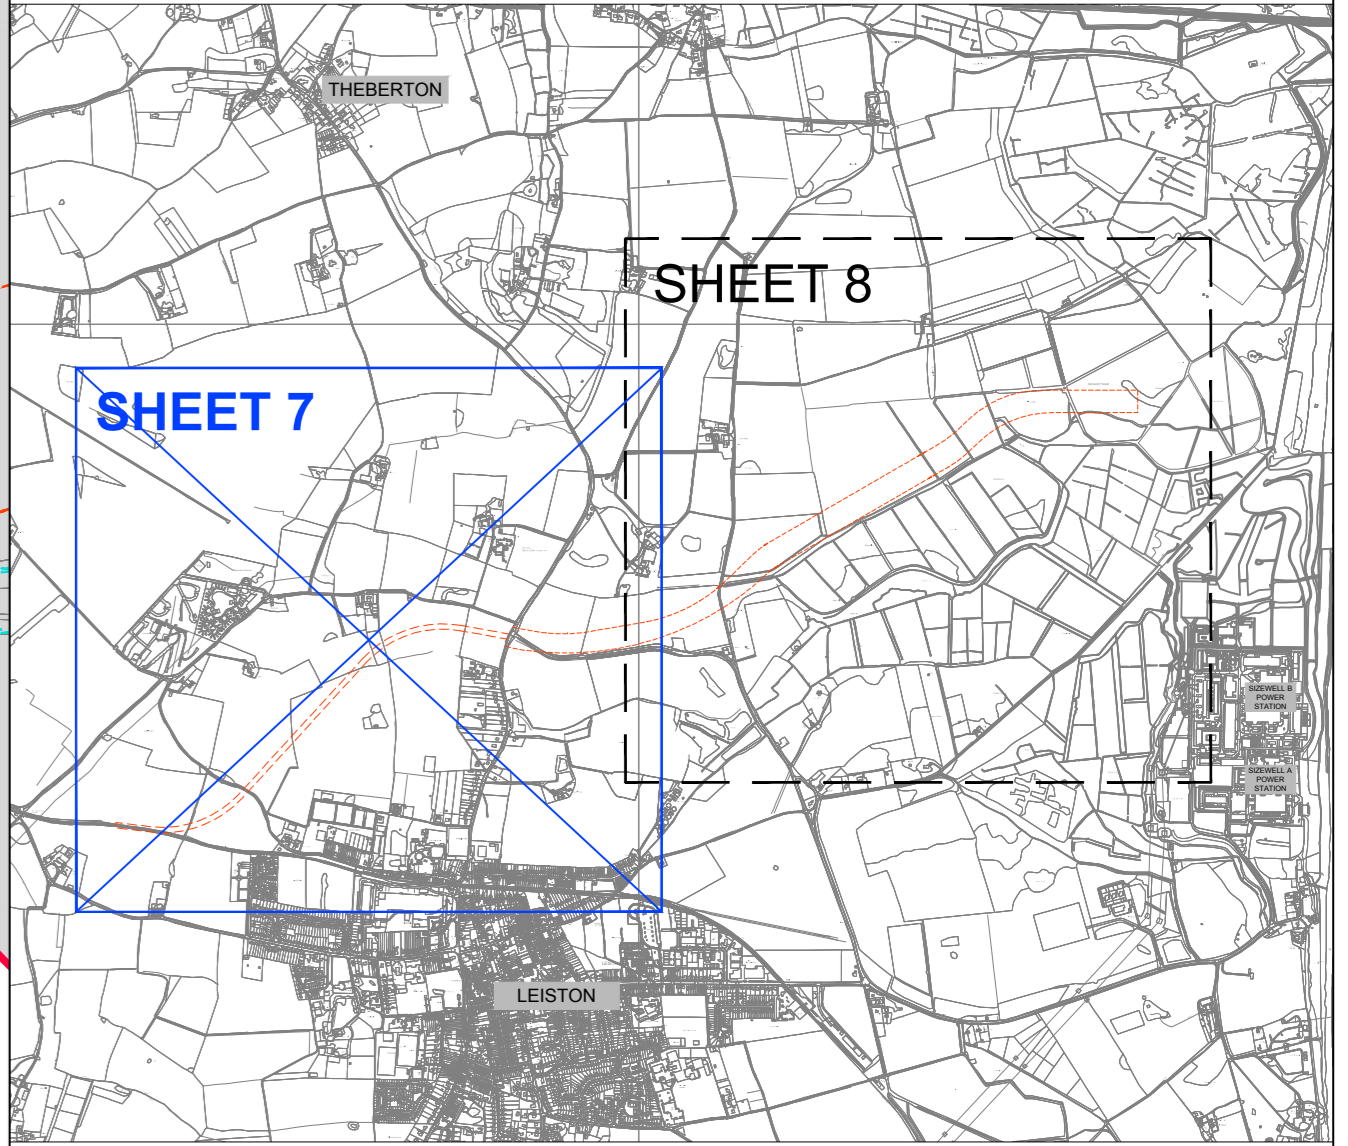 THEBERTON
SHEET 8
SHEET 7
SIZEWELL B
POWER
STATION
SIZEWELL A
POWER
STATION
LEISTON